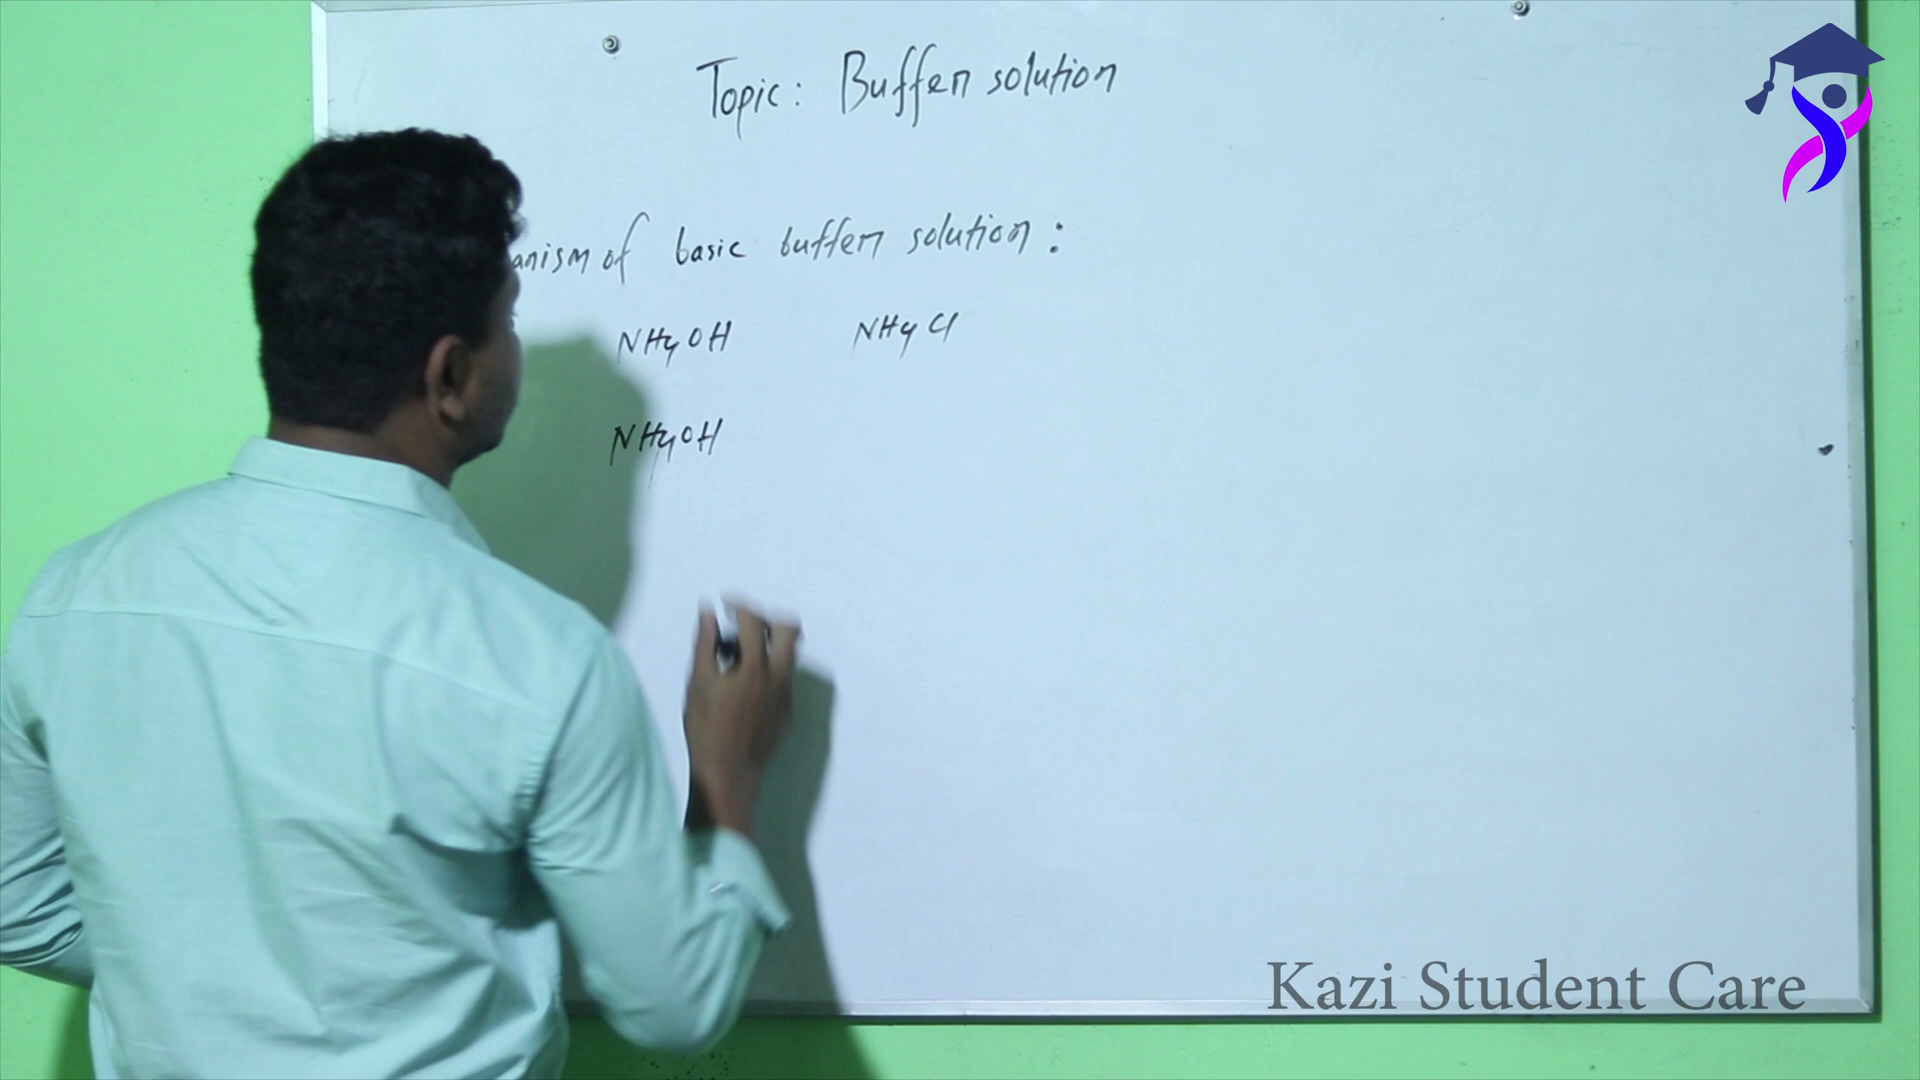 Topic: Buffer solution
anism of basic buffer solution:
NH4OH NH4Cl
NH4OH
Kazi Student Care